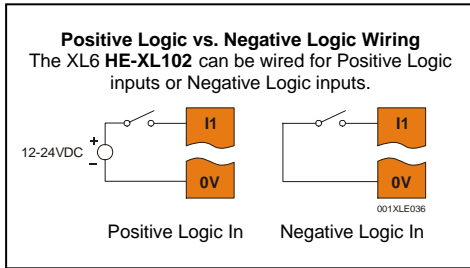 Positive Logic vs. Negative Logic Wiring
The XL6 HE-XL102 can be wired for Positive Logic
inputs or Negative Logic inputs.
I1
I1
+
12-24VDC
–
0V
0V
001XLE036
Positive Logic In
Negative Logic In